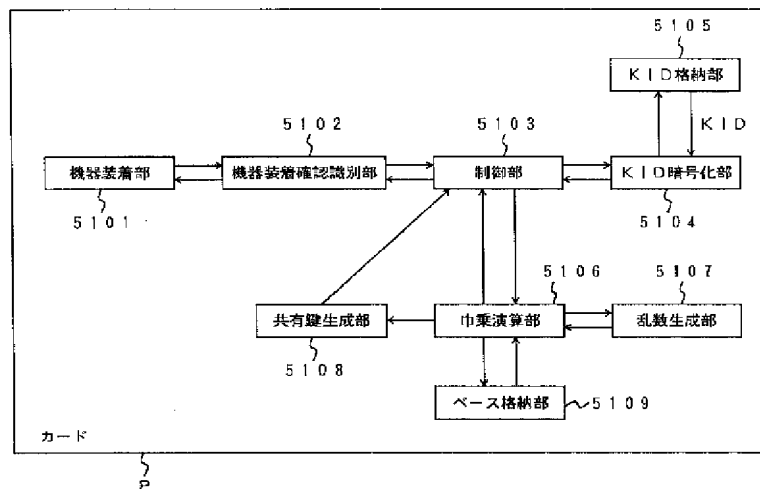 5105
KID格納部
KID
5102
5103
機器装着部
機器装着確認識別部
制御部
KID暗号化部
5101
5104
5106
5107
共有鍵生成部
巾乗演算部
乱数生成部
5108
ベース格納部
5109
カード
2